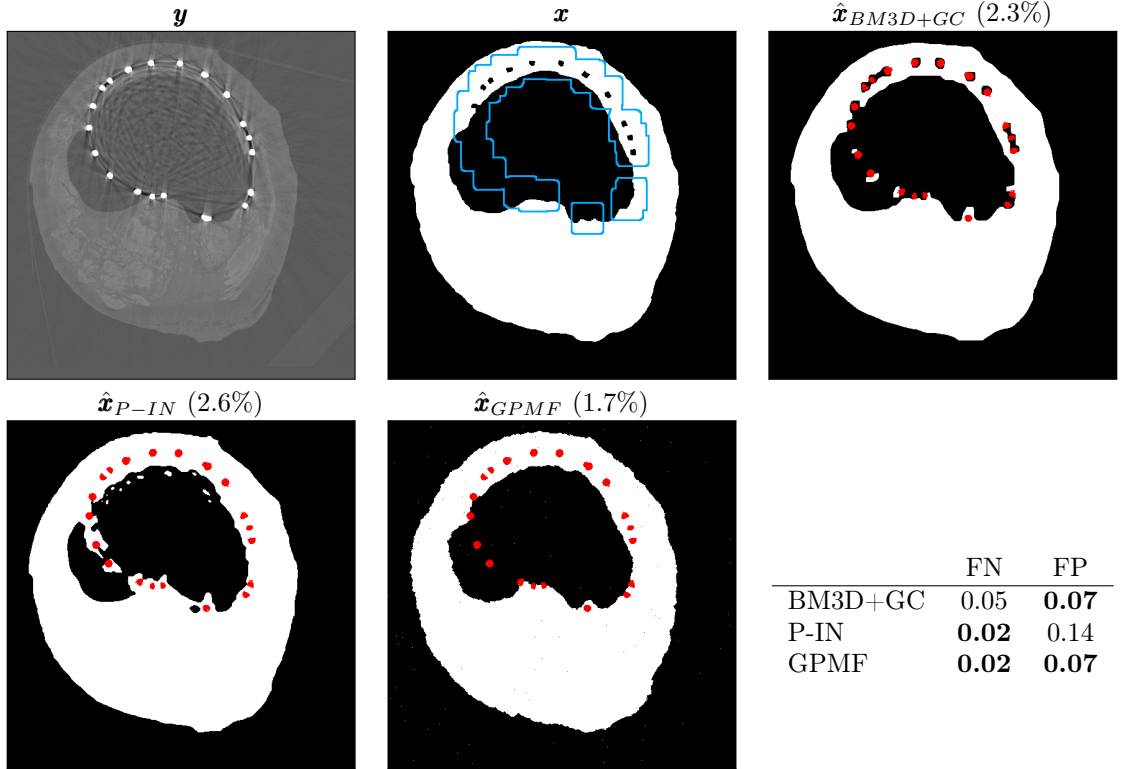 y
x
x̂_{BM3D+GC} (2.3%)
x̂_{P−IN} (2.6%)
x̂_{GPMF} (1.7%)
FN FP
BM3D+GC 0.05 0.07
P-IN 0.02 0.14
GPMF 0.02 0.07